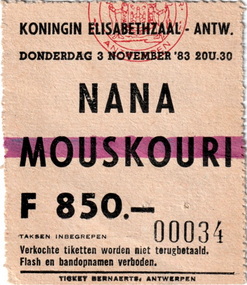 KONINGIN ELISABETHZAAL - ANTW.
DONDERDAG 3 NOVEMBER '83 20U.30
NANA
MOUSKOURI
F 850.—
TAKSEN INBEGREPEN
00034
Verkochte tiketten worden niet terugbetaald.
Flash en bandopnamen verboden.
TICKET BERNAERTS, ANTWERPEN